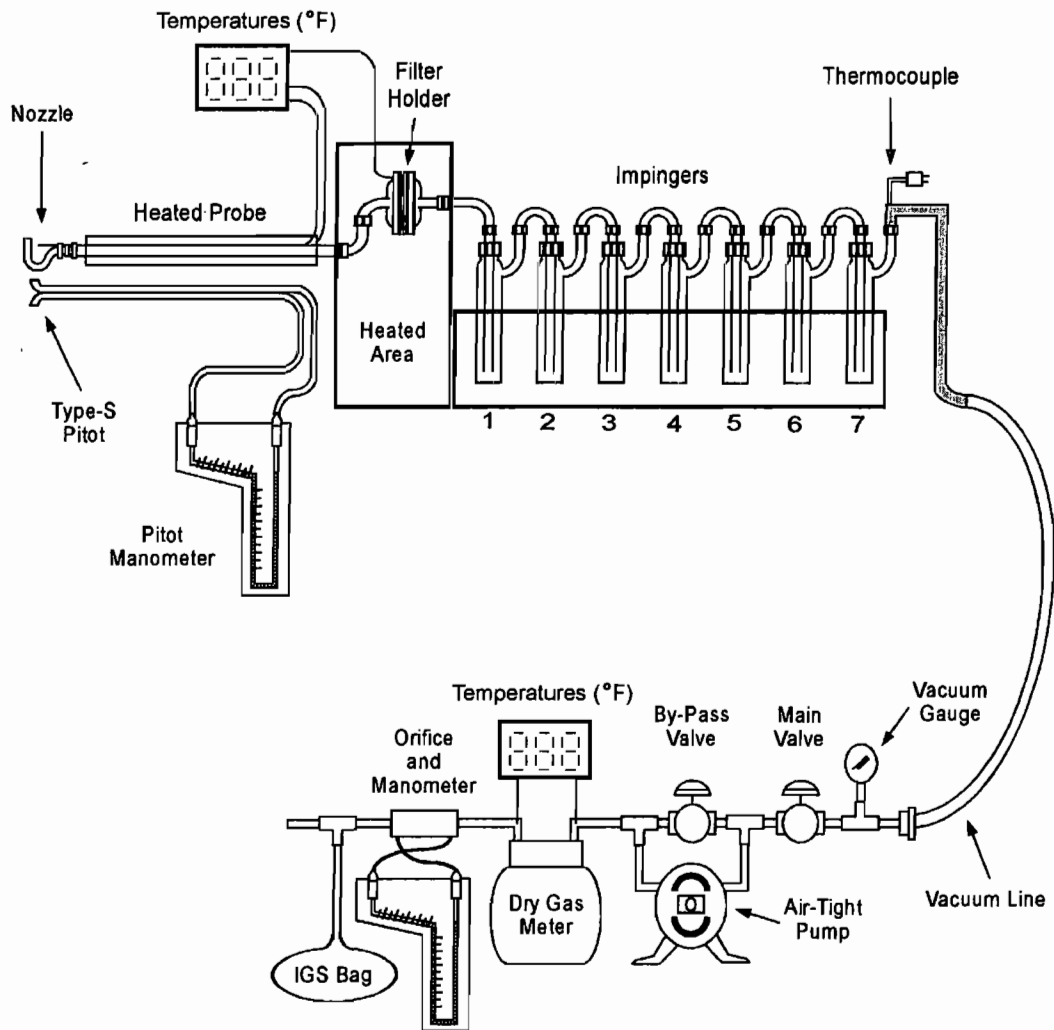 Temperatures (°F)
Filter
Holder
Thermocouple
Nozzle
Impingers
Heated Probe
Heated
Area
Type-S
Pitot
1 2 3 4 5 6 7
Pitot
Manometer
Temperatures (°F)
Vacuum
Gauge
By-Pass
Valve
Main
Valve
Orifice
and
Manometer
Dry Gas
Meter
Air-Tight
Pump
Vacuum Line
IGS Bag